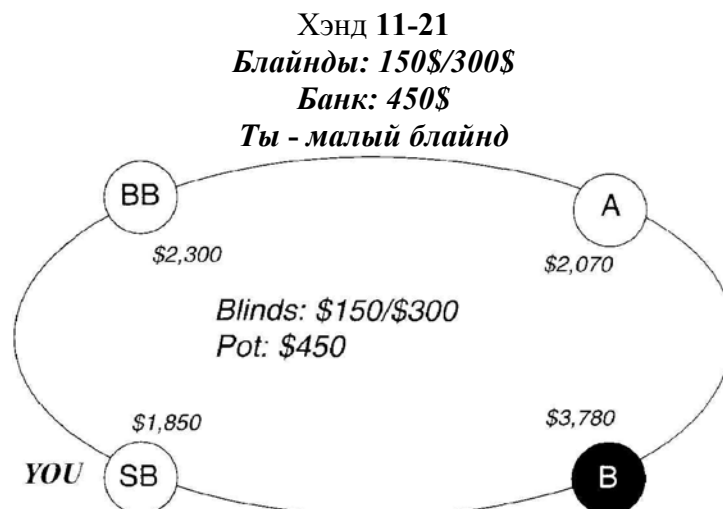 Хэнд 11-21
Блайнды: 150$/300$
Банк: 450$
Ты - малый блайнд
BB
A
$2,300
$2,070
Blinds: $150/$300
Pot: $450
$1,850
$3,780
YOU
SB
B